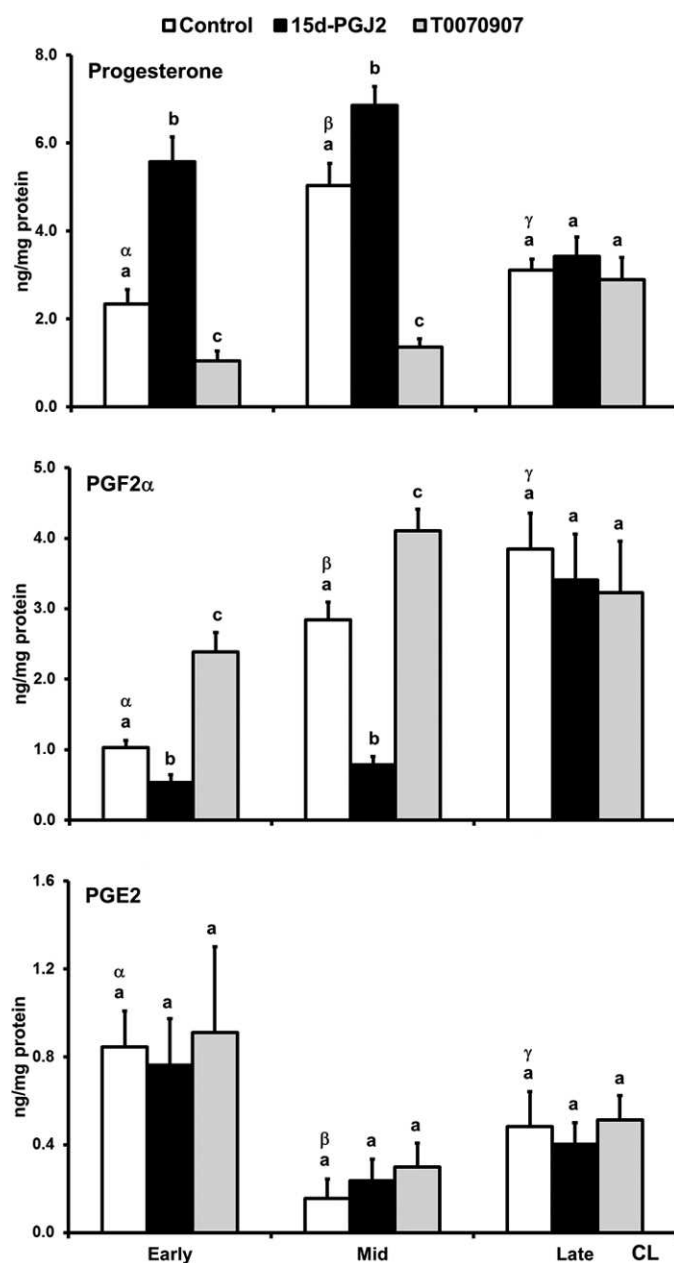 Control 15d-PGJ2 T0070907
Progesterone
ng/mg protein
8.0
6.0
4.0
2.0
0.0
α
a
b
c
β
a
b
c
γ
a
a
a
PGF2α
ng/mg protein
5.0
4.0
3.0
2.0
1.0
0.0
α
a
b
c
β
a
b
c
γ
a
a
a
PGE2
ng/mg protein
1.6
1.2
0.8
0.4
0.0
α
a
a
a
β
a
a
a
γ
a
a
a
Early Mid Late CL